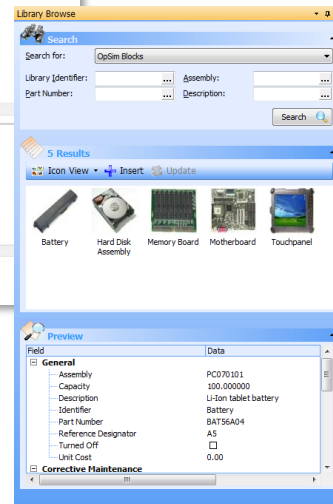 Library Browse
Search
Search for: OpSim Blocks
Library Identifier: ... Assembly: ...
Part Number: ... Description: ...
Search
5 Results
Icon View Insert Update
Battery Hard Disk Assembly Memory Board Motherboard Touchpanel
Preview
Field Data
General
Assembly PC070101
Capacity 100.000000
Description Li-Ion tablet battery
Identifier Battery
Part Number BAT56A04
Reference Designator A5
Turned Off
Unit Cost 0.00
Corrective Maintenance